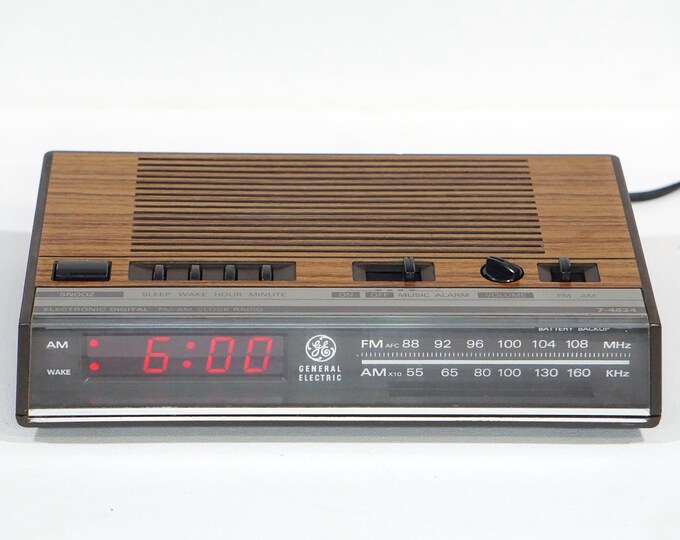 SNOOZ SLEEP WAKE HOUR MINUTE ON OFF MUSIC ALARM VOLUME FM AM
ELECTRONIC DIGITAL FM/AM CLOCK RADIO 7-4624
BATTERY BACKUP
AM 6:00 GENERAL ELECTRIC FM AFC 88 92 96 100 104 108 MHz
WAKE AM X10 55 65 80 100 130 160 KHz